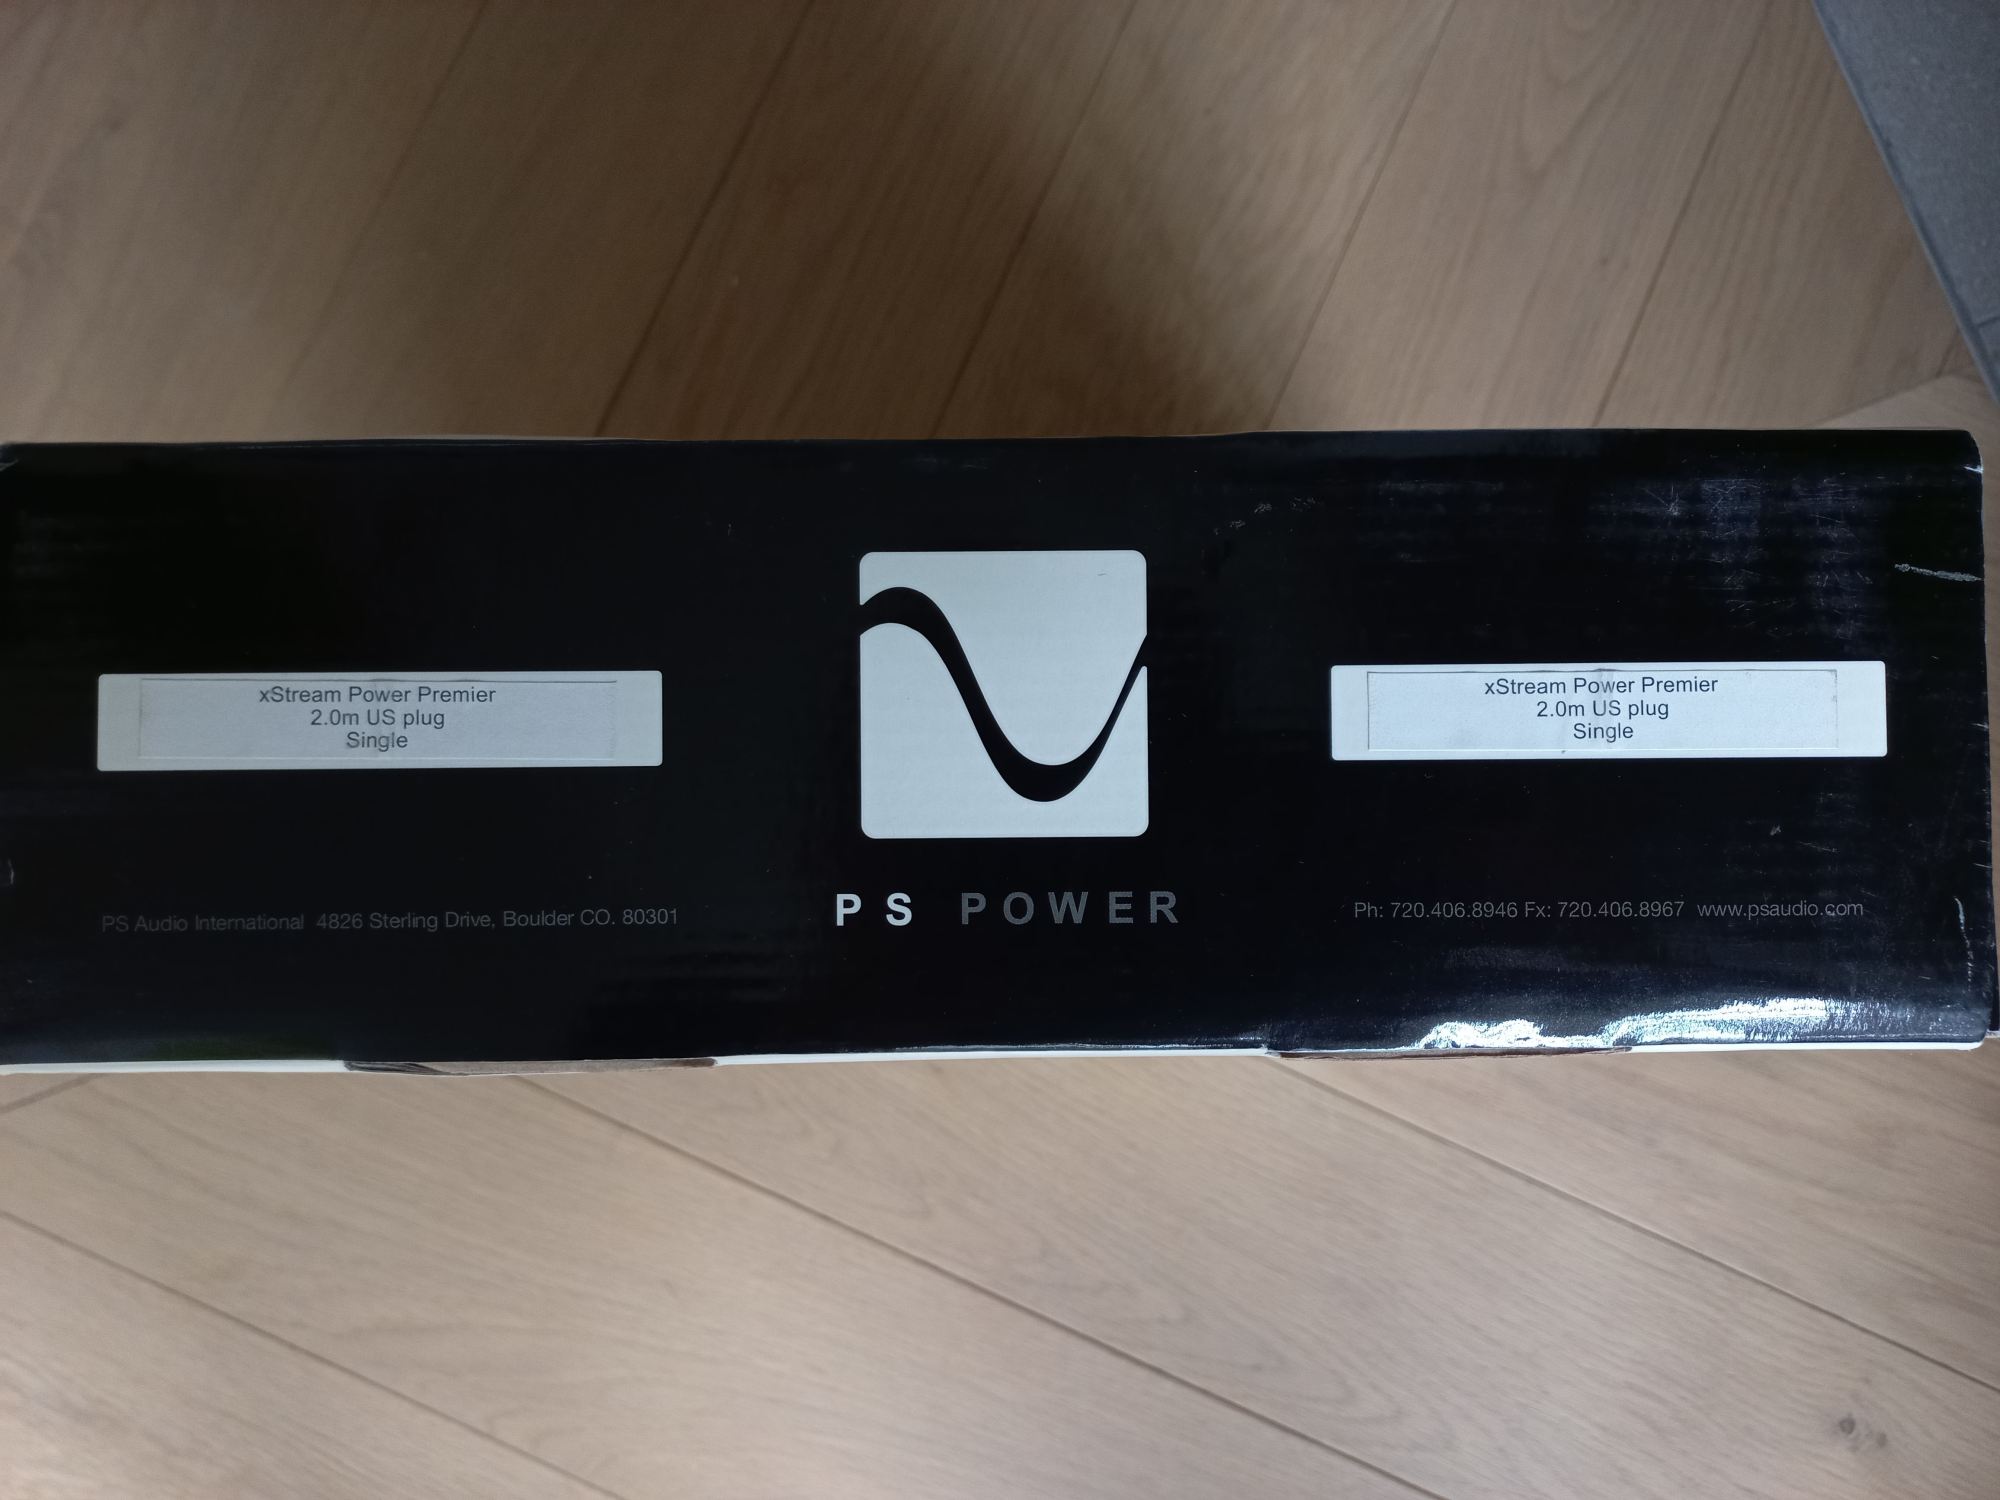 xStream Power Premier
2.0m US plug
Single
xStream Power Premier
2.0m US plug
Single
PS POWER
PS Audio International 4826 Sterling Drive, Boulder CO. 80301
Ph: 720.406.8946 Fx: 720.406.8967 www.psaudio.com